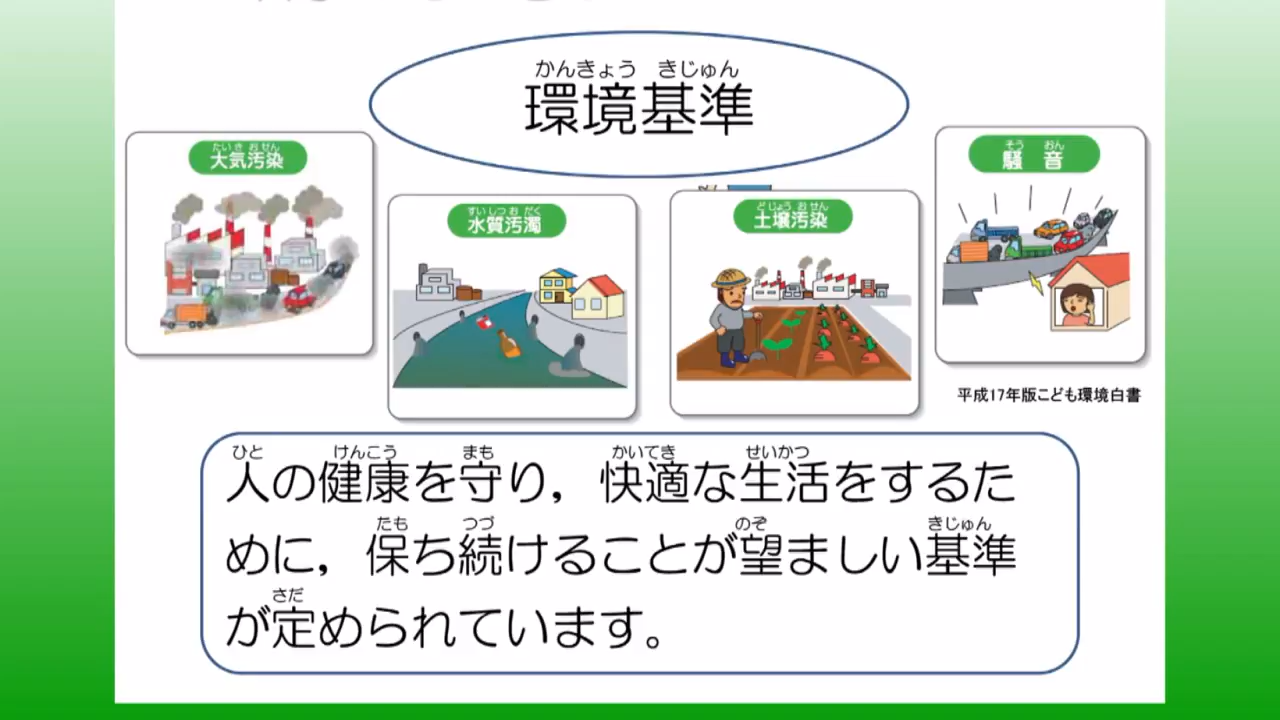 かんきょう きじゅん
環境基準
たいきおせん
大気汚染
すいしつおだく
水質汚濁
どじょうおせん
土壌汚染
そう おん
騒音
平成17年版こども環境白書
ひと けんこう まも かいてき せいかつ
人の健康を守り，快適な生活をするた
たも つづ のぞ きじゅん
めに，保ち続けることが望ましい基準
さだ
が定められています。